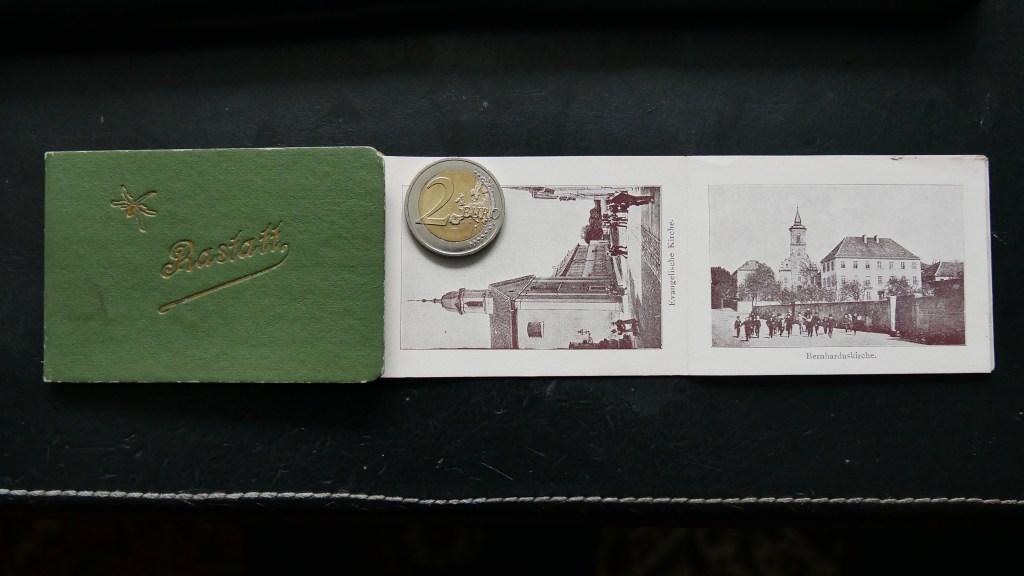 Rastatt
2 EURO
Evangelische Kirche.
Bernharduskirche.